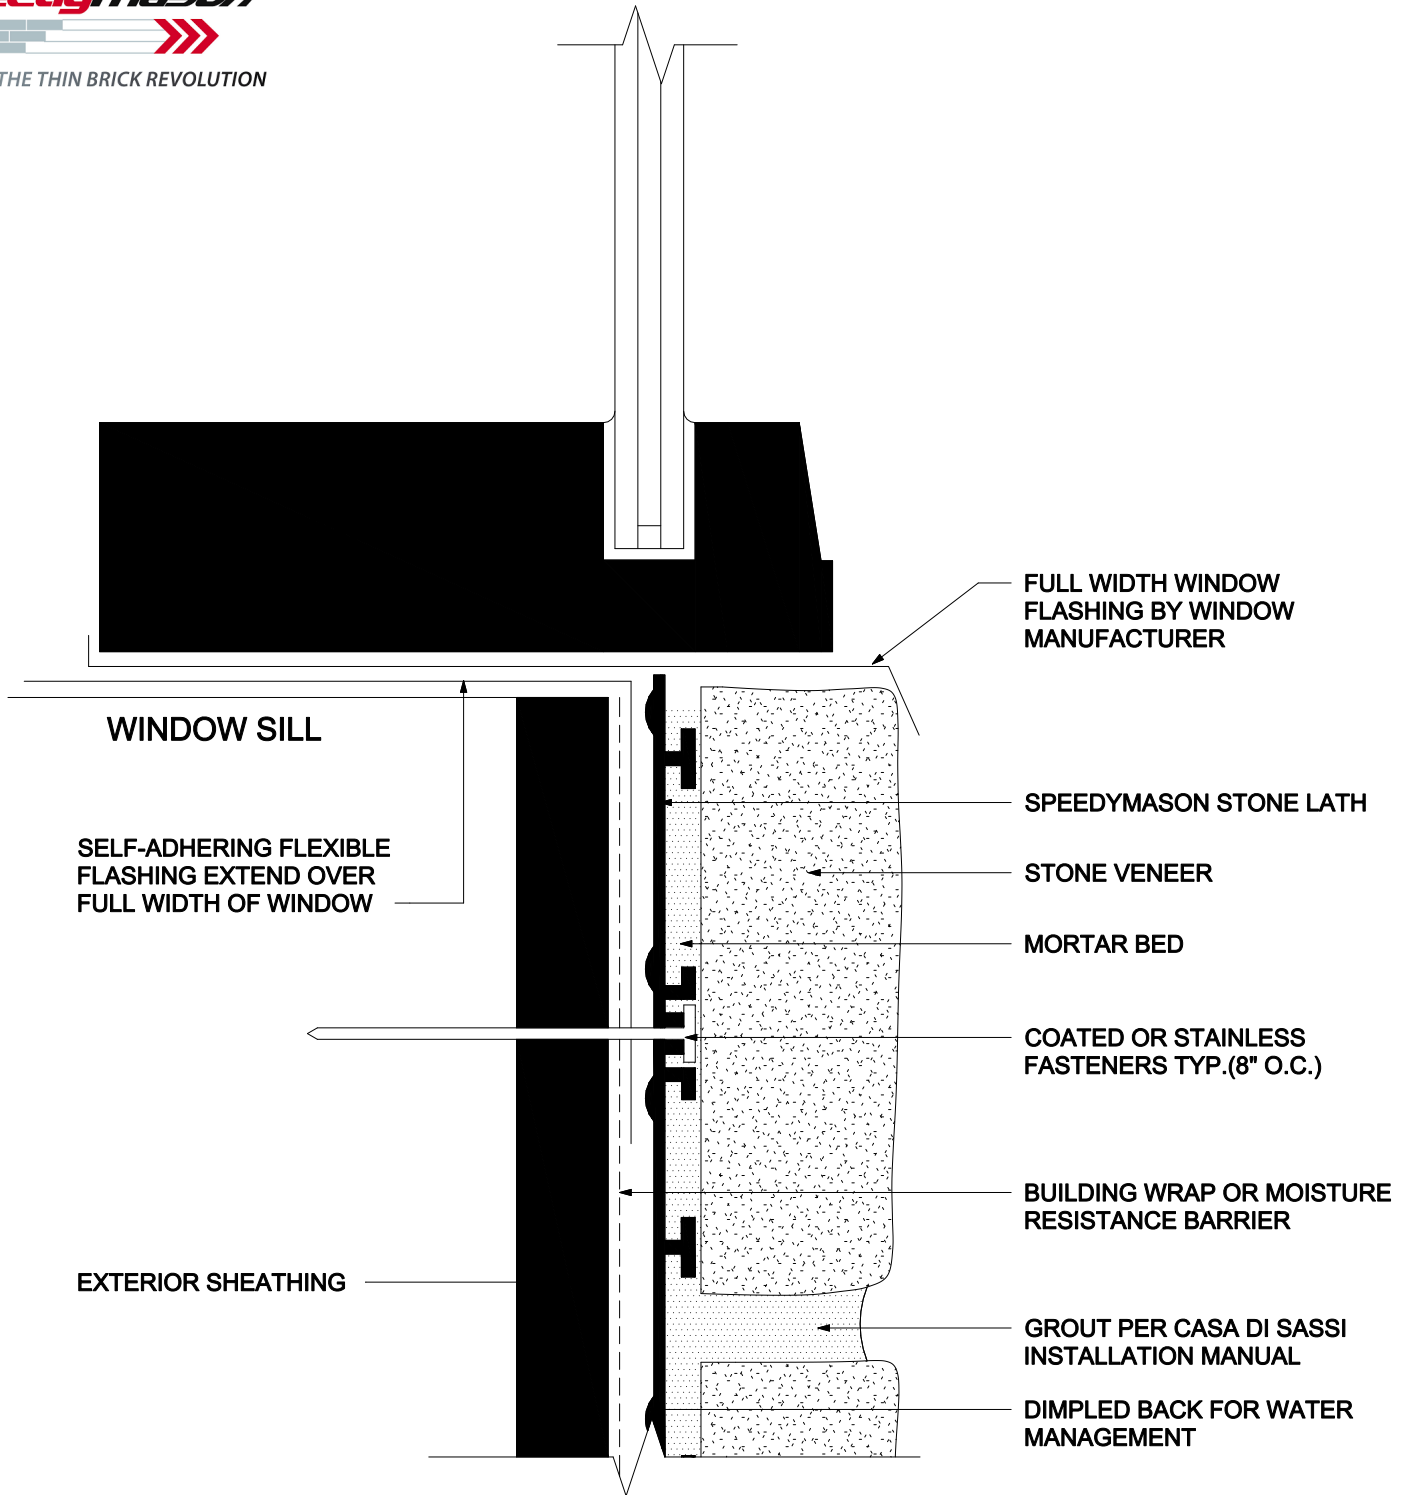 THE THIN BRICK REVOLUTION
FULL WIDTH WINDOW
FLASHING BY WINDOW
MANUFACTURER
WINDOW SILL
SPEEDYMASON STONE LATH
SELF-ADHERING FLEXIBLE
FLASHING EXTEND OVER
FULL WIDTH OF WINDOW
STONE VENEER
MORTAR BED
COATED OR STAINLESS
FASTENERS TYP.(8" O.C.)
BUILDING WRAP OR MOISTURE
RESISTANCE BARRIER
EXTERIOR SHEATHING
GROUT PER CASA DI SASSI
INSTALLATION MANUAL
DIMPLED BACK FOR WATER
MANAGEMENT